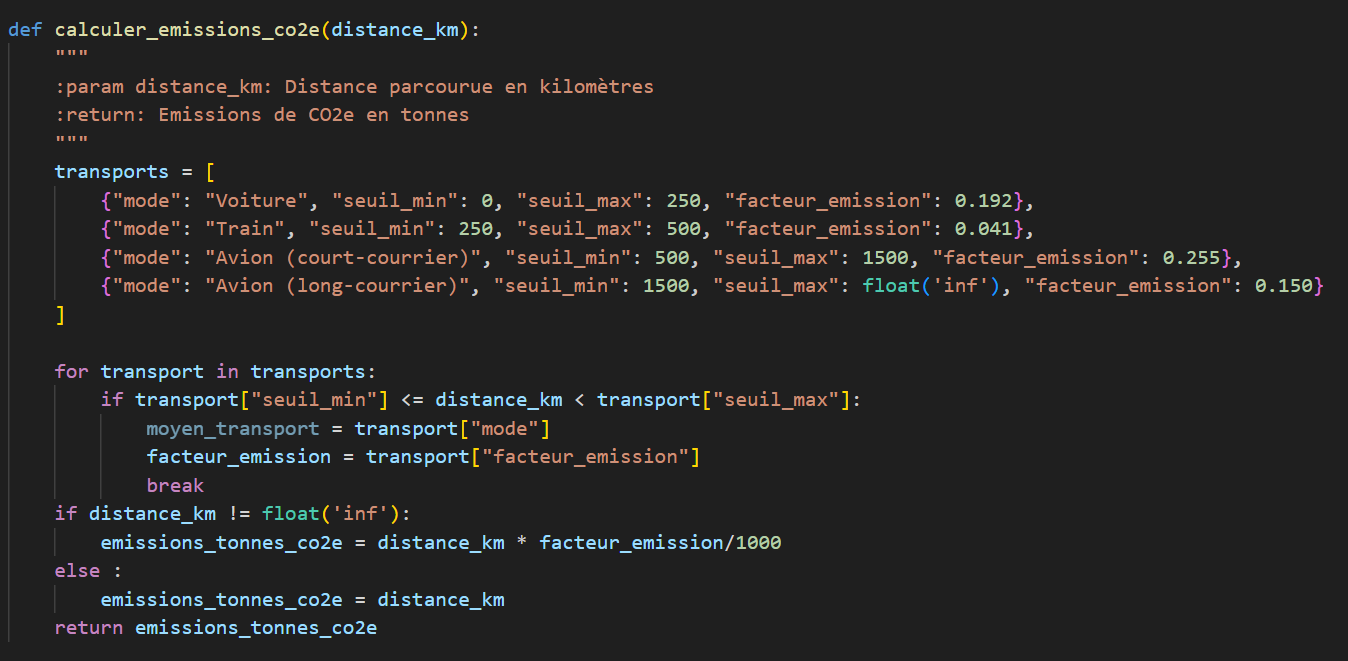 def calculer_emissions_co2e(distance_km):
    """
    :param distance_km: Distance parcourue en kilomètres
    :return: Emissions de CO2e en tonnes
    """
    transports = [
        {"mode": "Voiture", "seuil_min": 0, "seuil_max": 250, "facteur_emission": 0.192},
        {"mode": "Train", "seuil_min": 250, "seuil_max": 500, "facteur_emission": 0.041},
        {"mode": "Avion (court-courrier)", "seuil_min": 500, "seuil_max": 1500, "facteur_emission": 0.255},
        {"mode": "Avion (long-courrier)", "seuil_min": 1500, "seuil_max": float('inf'), "facteur_emission": 0.150}
    ]

    for transport in transports:
        if transport["seuil_min"] <= distance_km < transport["seuil_max"]:
            moyen_transport = transport["mode"]
            facteur_emission = transport["facteur_emission"]
            break
    if distance_km != float('inf'):
        emissions_tonnes_co2e = distance_km * facteur_emission/1000
    else :
        emissions_tonnes_co2e = distance_km
    return emissions_tonnes_co2e